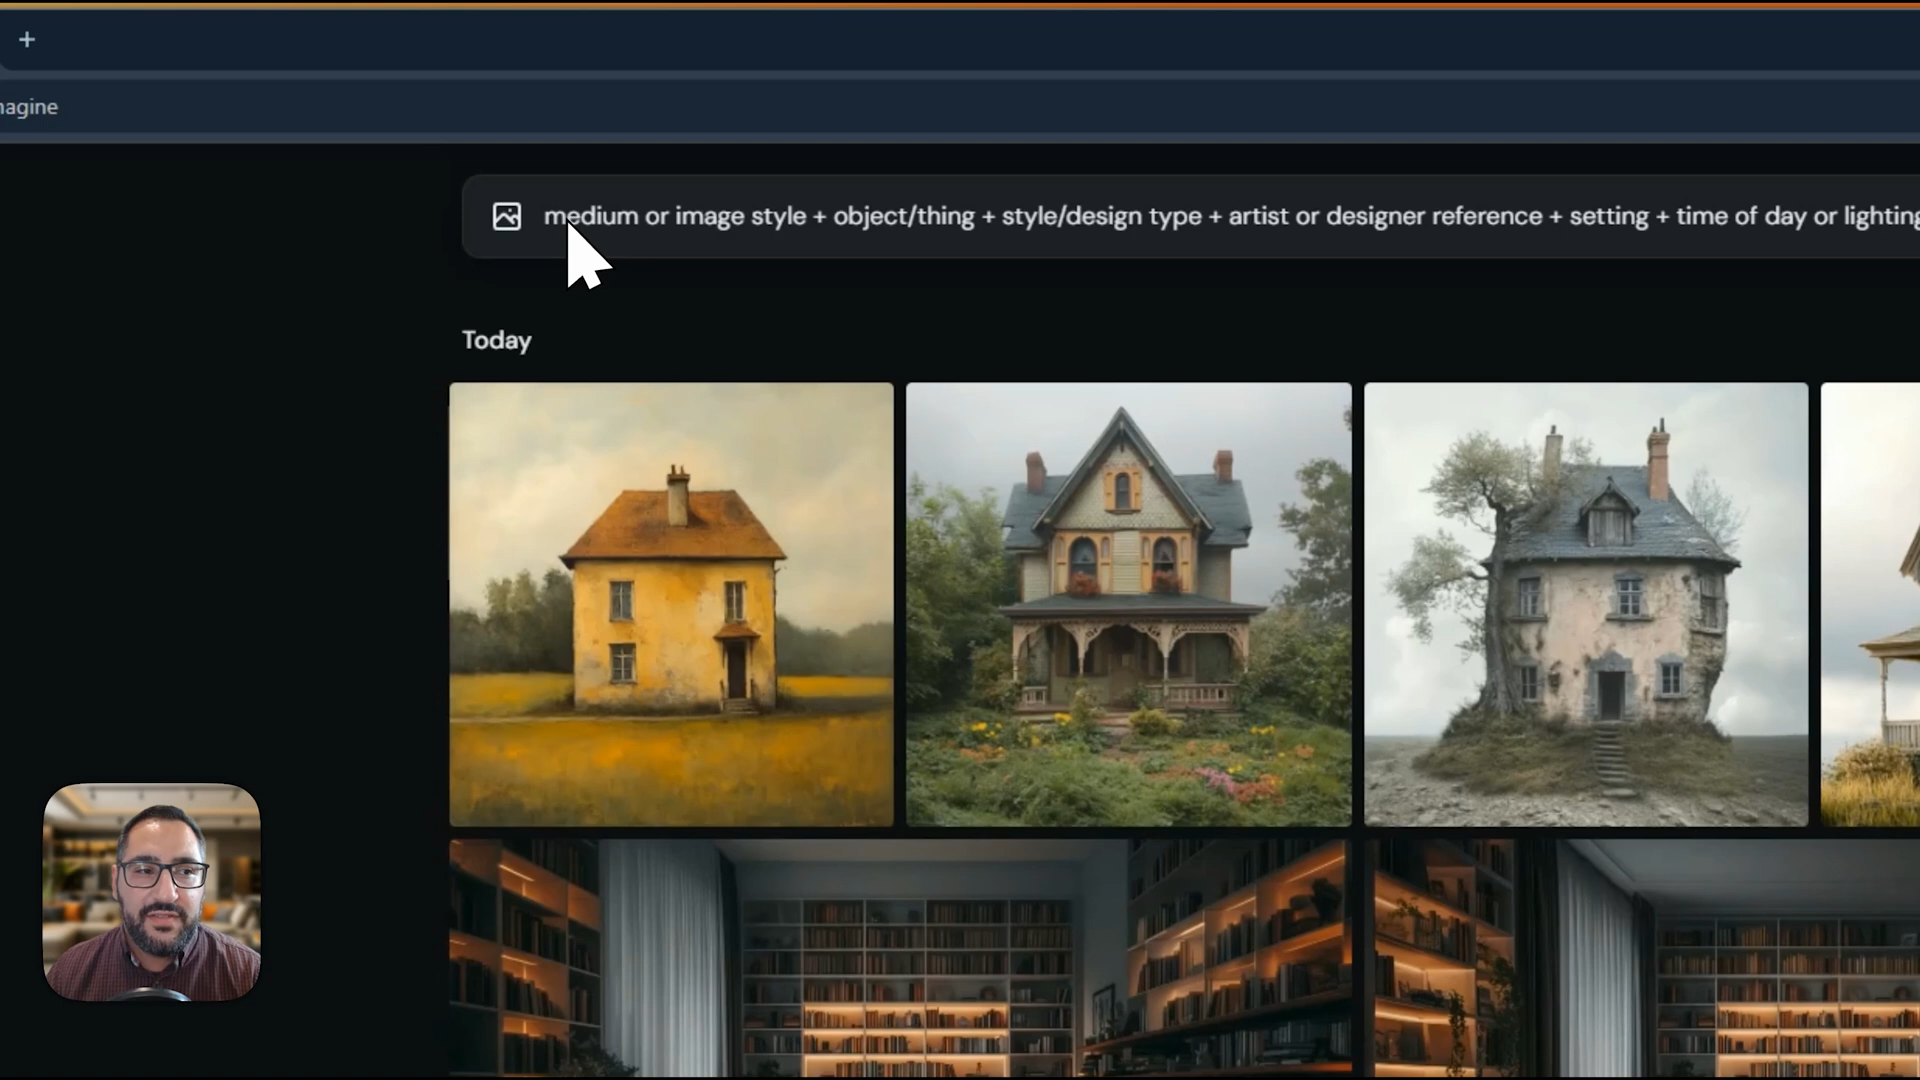 +
magine
medium or image style + object/thing + style/design type + artist or designer reference + setting + time of day or lighting
Today